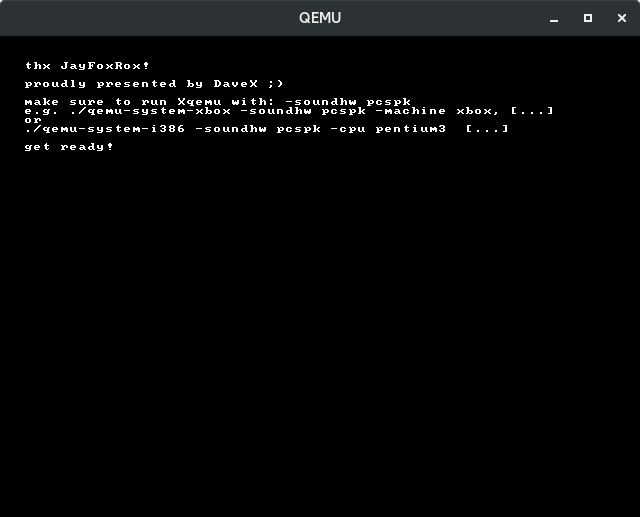 QEMU
thx JayFoxRox!
proudly presented by DaveX ;)
make sure to run Xqemu with: -soundhw pcspk
e.g. ./qemu-system-xbox -soundhw pcspk -machine xbox, [...]
or
./qemu-system-i386 -soundhw pcspk -cpu pentium3  [...]
get ready!